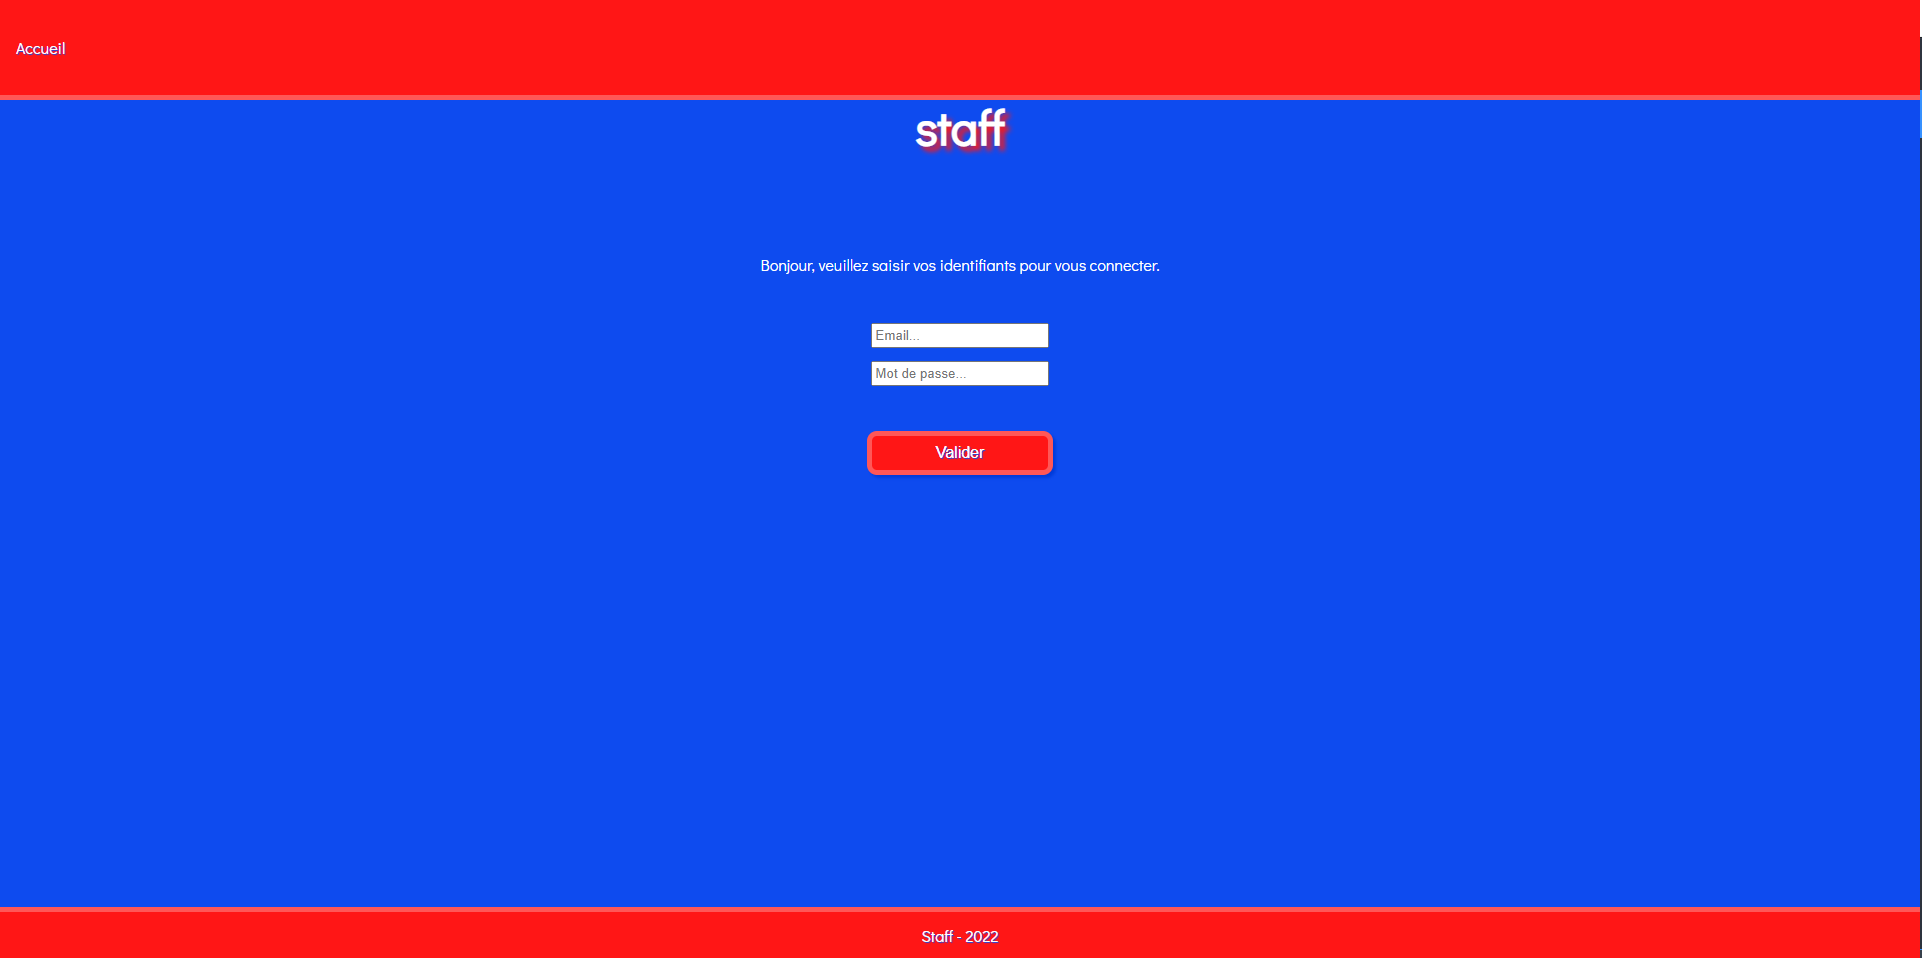 Accueil
staff
Bonjour, veuillez saisir vos identifiants pour vous connecter.
Email...
Mot de passe...
Valider
Staff - 2022